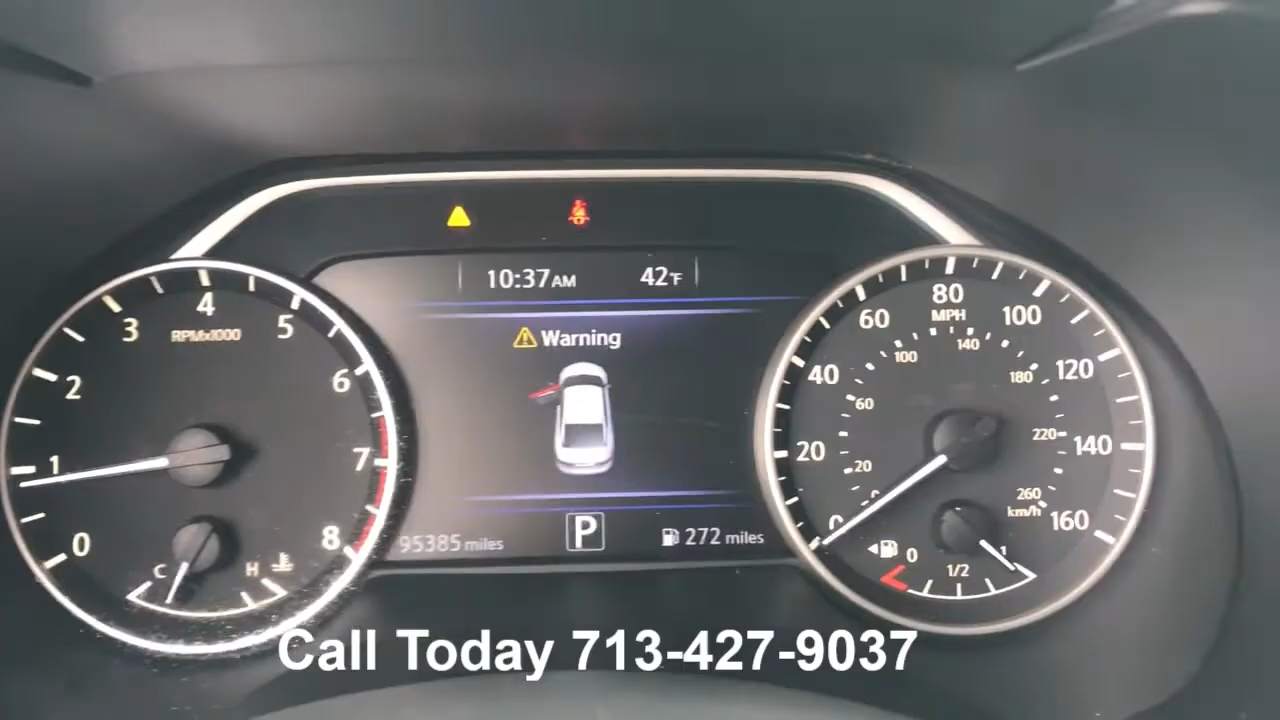 10:37AM 42°F
Warning
0 1 2 3 4 5 6 7 8
RPMx1000
C H
95385 miles
P
272 miles
0 20 40 60 80 100 120 140 160
MPH
0 20 60 100 140 180 220 260
km/h
0 1/2 1
Call Today 713-427-9037